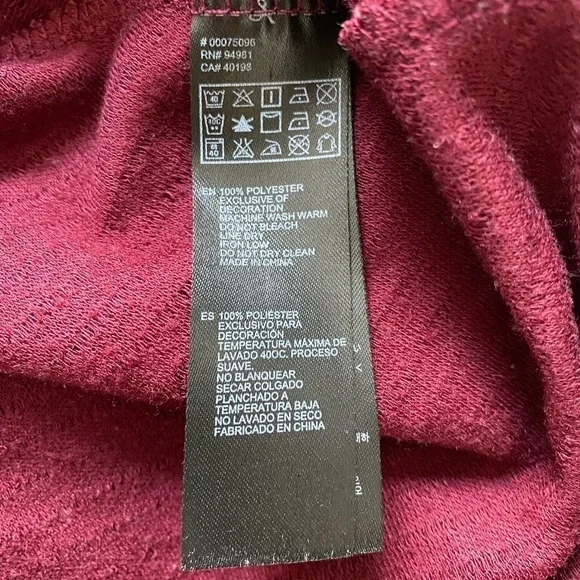 # 00075096
RN# 94981
CA# 40198
EN 100% POLYESTER
EXCLUSIVE OF
DECORATION
MACHINE WASH WARM
DO NOT BLEACH
LINE DRY
IRON LOW
DO NOT DRY CLEAN
MADE IN CHINA
ES 100% POLIÉSTER
EXCLUSIVO PARA
DECORACIÓN
TEMPERATURA MÁXIMA DE
LAVADO 40OC. PROCESO
SUAVE.
NO BLANQUEAR
SECAR COLGADO
PLANCHADO A
TEMPERATURA BAJA
NO LAVADO EN SECO
FABRICADO EN CHINA